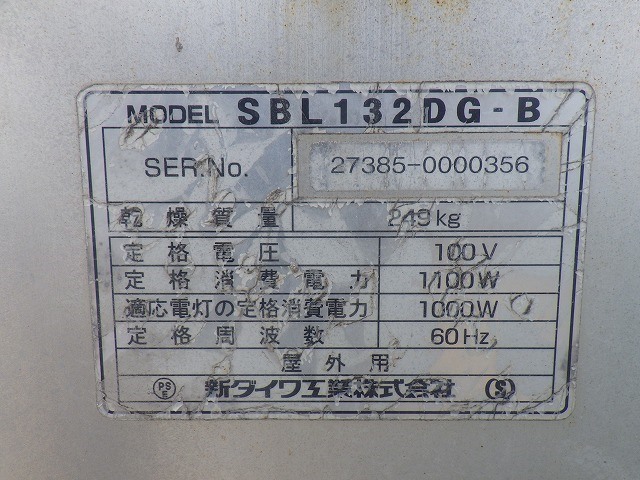 MODEL SBL132DG-B
SER.No. 27385-0000356
乾燥質量 249kg
定格電圧 100V
定格消費電力 1100W
適応電灯の定格消費電力 1000W
定格周波数 60Hz
屋外用
PS E 新ダイワ工業株式会社 (S)